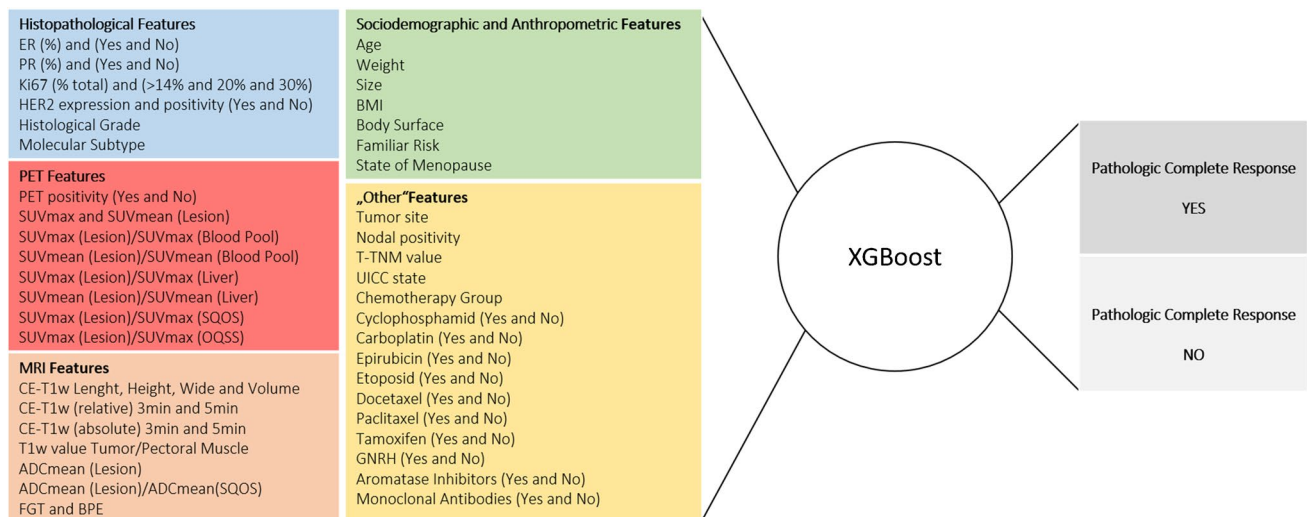 Histopathological Features
ER (%) and (Yes and No)
PR (%) and (Yes and No)
Ki67 (% total) and (>14% and 20% and 30%)
HER2 expression and positivity (Yes and No)
Histological Grade
Molecular Subtype
PET Features
PET positivity (Yes and No)
SUVmax and SUVmean (Lesion)
SUVmax (Lesion)/SUVmax (Blood Pool)
SUVmean (Lesion)/SUVmean (Blood Pool)
SUVmax (Lesion)/SUVmax (Liver)
SUVmean (Lesion)/SUVmean (Liver)
SUVmax (Lesion)/SUVmax (SQOS)
SUVmax (Lesion)/SUVmax (OQSS)
MRI Features
CE-T1w Lenght, Height, Wide and Volume
CE-T1w (relative) 3min and 5min
CE-T1w (absolute) 3min and 5min
T1w value Tumor/Pectoral Muscle
ADCmean (Lesion)
ADCmean (Lesion)/ADCmean(SQOS)
FGT and BPE
Sociodemographic and Anthropometric Features
Age
Weight
Size
BMI
Body Surface
Familiar Risk
State of Menopause
„Other“Features
Tumor site
Nodal positivity
T-TNM value
UICC state
Chemotherapy Group
Cyclophosphamid (Yes and No)
Carboplatin (Yes and No)
Epirubicin (Yes and No)
Etoposid (Yes and No)
Docetaxel (Yes and No)
Paclitaxel (Yes and No)
Tamoxifen (Yes and No)
GNRH (Yes and No)
Aromatase Inhibitors (Yes and No)
Monoclonal Antibodies (Yes and No)
XGBoost
Pathologic Complete Response
YES
Pathologic Complete Response
NO